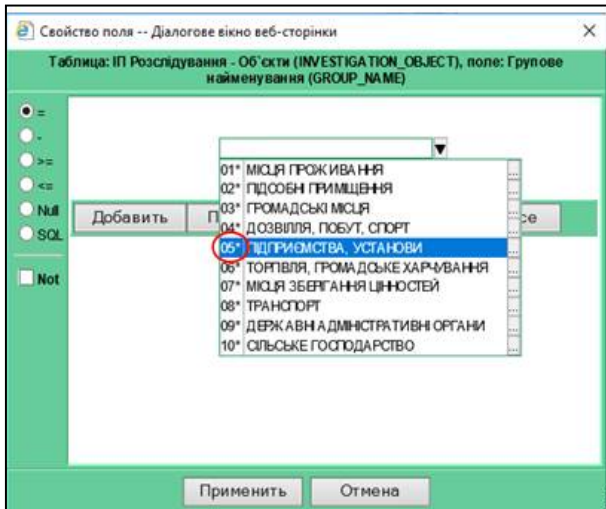 Свойство поля -- Діалогове вікно веб-сторінки
Таблиця: ІП Розслідування - Об`єкти (INVESTIGATION_OBJECT), поле: Групове
найменування (GROUP_NAME)
=
-
>=
<=
Null
SQL
Not
01* МІСЦЯ ПРОЖИВАННЯ
02* ПІДСОБНІ ПРИМІЩЕННЯ
03* ГРОМАДСЬКІ МІСЦЯ
04* ДОЗВІЛЛЯ, ПОБУТ, СПОРТ
05* ПІДПРИЄМСТВА, УСТАНОВИ
06* ТОРГІВЛЯ, ГРОМАДСЬКЕ ХАРЧУВАННЯ
07* МІСЦЯ ЗБЕРІГАННЯ ЦІННОСТЕЙ
08* ТРАНСПОРТ
09* ДЕРЖАВНІ АДМІНІСТРАТИВНІ ОРГАНИ
10* СІЛЬСЬКЕ ГОСПОДАРСТВО
Добавить
Применить Отмена